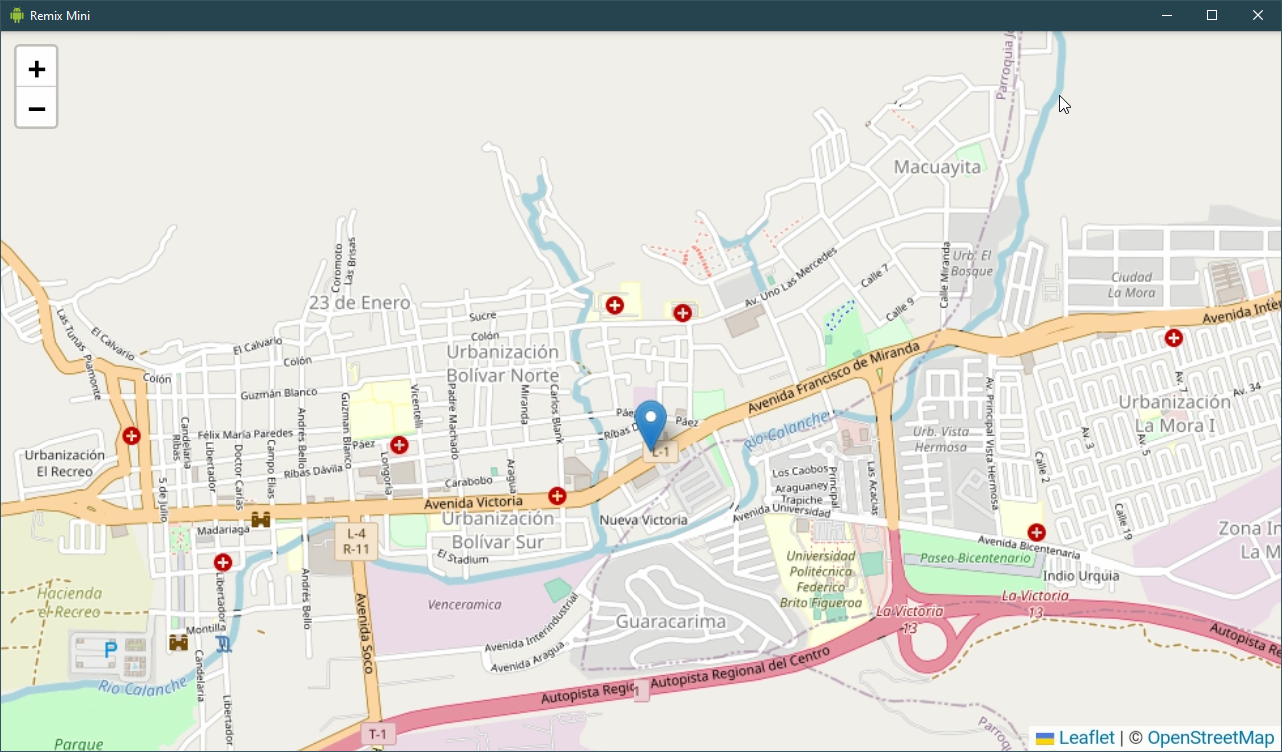 Remix Mini
+
−
Parroquia J
Macuayita
Coromoto
Las Brisas
Urb. El
Bosque
Calle Miranda
Ciudad
La Mora
Av. Uno Las Mercedes
Calle 7
Calle 9
23 de Enero
Sucre
Colón
Avenida Inter
Las Tunas
Piamonte
El Calvario
El Calvario
Colón
Colón
Urbanización
Bolívar Norte
Avenida Francisco de Miranda
Guzmán Blanco
Vicentelli
Padre Machado
Miranda
Carlos Blank
Páez
Páez
Ribas D
L-1
Río Calanche
Av. Principal Vista Hermosa
Av. 7
Av. 34
Urbanización
La Mora I
Av. 3
Av. 5
Urb. Vista
Hermosa
Candelaria
Ribas
Félix María Paredes
Libertador
Doctor Carías
Campo Elías
Andrés Bello
Guzmán Blanco
Páez
Longoria
Ribas Dávila
Urbanización
El Recreo
Aragua
Carabobo
Los Caobos
Araguaney
Trapiche
Principal
Las Acacias
Calle 2
Calle 19
5 de Julio
Avenida Victoria
Avenida Universidad
Nueva Victoria
Urbanización
Bolívar Sur
Madariaga
L-4
R-11
El Stadium
Avenida Bicentenaria
Paseo Bicentenario
Indio Urquia
Zona In
La M
Universidad
Politécnica
Federico
Brito Figueroa
Hacienda
el Recreo
Libertador
Andrés Bello
Venceramica
Guaracarima
La Victoria
13
La Victoria
13
Avenida Soco
Avenida Interindustrial
Avenida Aragua
Montilla
P
Candelaria
Libertador
Río Calanche
Autopista Regio
1
Autopista Regional del Centro
Autopista Re
T-1
Parque
Parroq
Leaflet | © OpenStreetMap